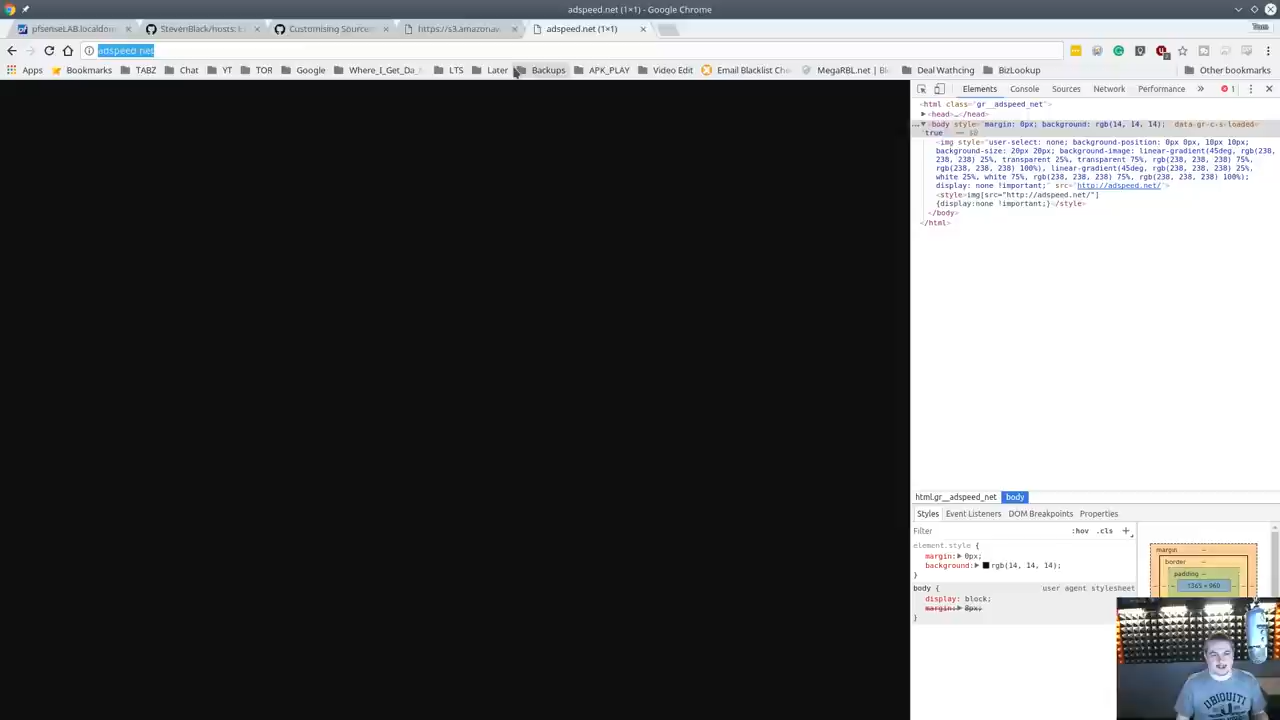 adspeed.net (1×1) - Google Chrome
pfsenseLAB.localdom
StevenBlack/hosts: E
Customising Source
https://s3.amazonav
adspeed.net (1×1)
adspeed.net
Apps Bookmarks TABZ Chat YT TOR Google Where_I_Get_Da_ LTS Later Backups APK_PLAY Video Edit Email Blacklist Che MegaRBL.net | Bl Deal Wathcing BizLookup Other bookmarks
Elements Console Sources Network Performance » 1
<html class="gr__adspeed_net">
<head>…</head>
<body style="margin: 0px; background: rgb(14, 14, 14);" data-gr-c-s-loaded=
"true" == $0
<img style="user-select: none; background-position: 0px 0px, 10px 10px;
background-size: 20px 20px; background-image: linear-gradient(45deg, rgb(238,
238, 238) 25%, transparent 25%, transparent 75%, rgb(238, 238, 238) 75%,
rgb(238, 238, 238) 100%), linear-gradient(45deg, rgb(238, 238, 238) 25%,
white 25%, white 75%, rgb(238, 238, 238) 75%, rgb(238, 238, 238) 100%);
display: none !important;" src="http://adspeed.net/">
<style>img[src="http://adspeed.net/"]
{display:none !important;}</style>
</body>
</html>
html.gr__adspeed_net body
Styles Event Listeners DOM Breakpoints Properties
Filter :hov .cls +
element.style {
margin: 0px;
background: rgb(14, 14, 14);
}
body { user agent stylesheet
display: block;
margin: 8px;
}
margin –
border –
padding –
1365 × 960
UBIQUITI